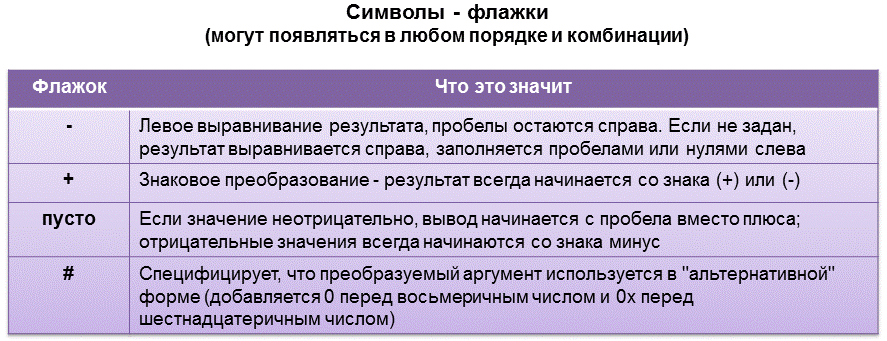 Символы - флажки
(могут появляться в любом порядке и комбинации)
Флажок Что это значит
- Левое выравнивание результата, пробелы остаются справа. Если не задан,
результат выравнивается справа, заполняется пробелами или нулями слева
+ Знаковое преобразование - результат всегда начинается со знака (+) или (-)
пусто Если значение неотрицательно, вывод начинается с пробела вместо плюса;
отрицательные значения всегда начинаются со знака минус
# Специфицирует, что преобразуемый аргумент используется в "альтернативной"
форме (добавляется 0 перед восьмеричным числом и 0x перед
шестнадцатеричным числом)